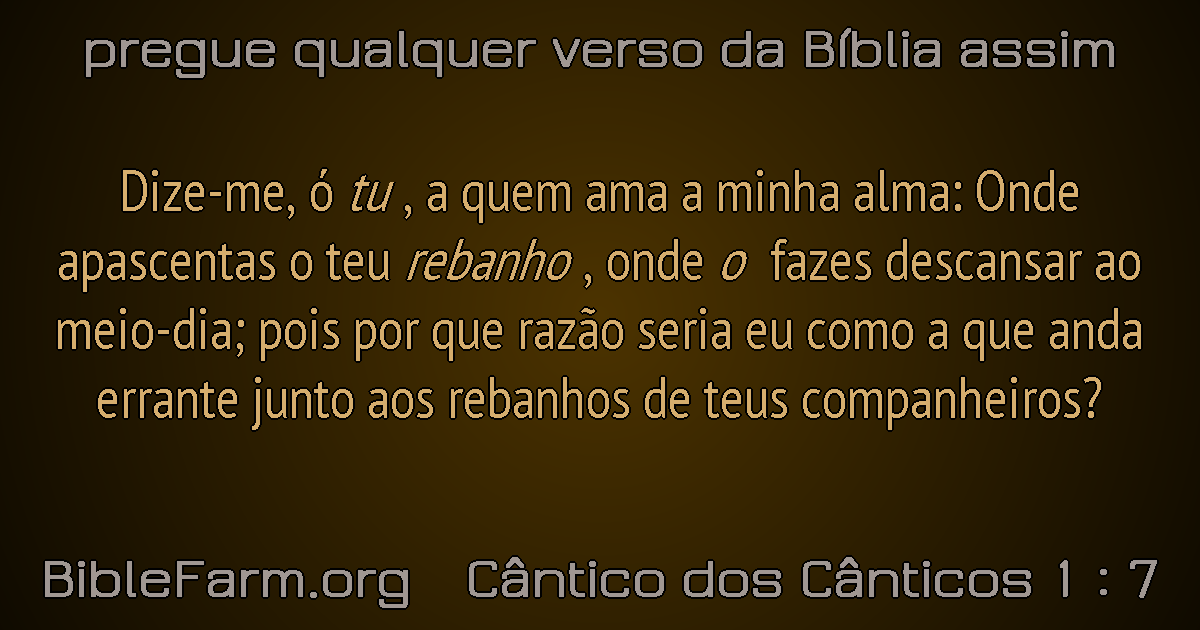 pregue qualquer verso da Bíblia assim
Dize-me, ó tu , a quem ama a minha alma: Onde
apascentas o teu rebanho , onde o fazes descansar ao
meio-dia; pois por que razão seria eu como a que anda
errante junto aos rebanhos de teus companheiros?
BibleFarm.org Cântico dos Cânticos 1 : 7